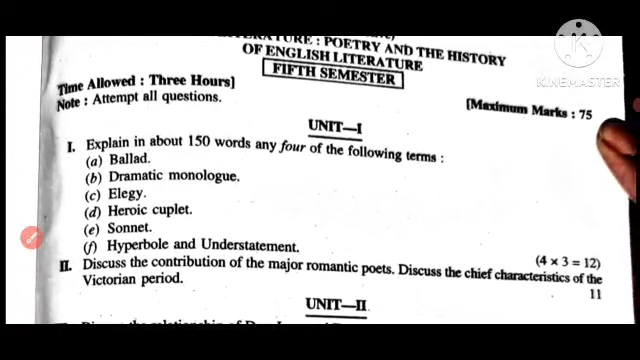 LITERATURE : POETRY AND THE HISTORY
OF ENGLISH LITERATURE
FIFTH SEMESTER
Time Allowed : Three Hours]
[Maximum Marks : 75
Note : Attempt all questions.
UNIT—I
I. Explain in about 150 words any four of the following terms :
(a) Ballad.
(b) Dramatic monologue.
(c) Elegy.
(d) Heroic cuplet.
(e) Sonnet.
(f) Hyperbole and Understatement.
(4 × 3 = 12)
II. Discuss the contribution of the major romantic poets. Discuss the chief characteristics of the
Victorian period.
11
UNIT—II
KINEMASTER